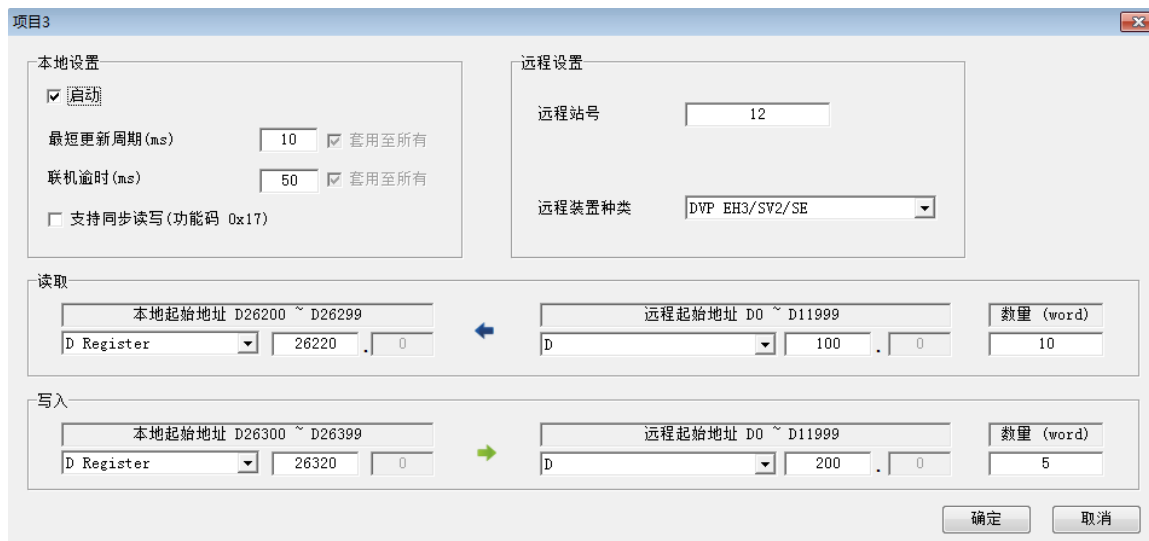 项目3
本地设置
启动
最短更新周期(ms) 10 套用至所有
联机逾时(ms) 50 套用至所有
支持同步读写(功能码 0x17)
远程设置
远程站号 12
远程装置种类 DVP EH3/SV2/SE
读取
本地起始地址 D26200 ~ D26299 远程起始地址 D0 ~ D11999 数量 (word)
D Register 26220 . 0 D 100 . 0 10
写入
本地起始地址 D26300 ~ D26399 远程起始地址 D0 ~ D11999 数量 (word)
D Register 26320 0 D 200 . 0 5
确定 取消